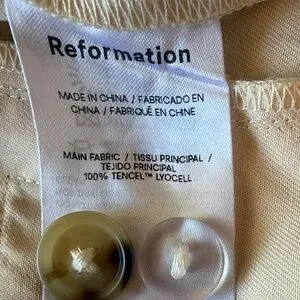 Reformation
MADE IN CHINA / FABRICADO EN
CHINA / FABRIQUÉ EN CHINE
MAIN FABRIC / TISSU PRINCIPAL /
TEJIDO PRINCIPAL
100% TENCEL™ LYOCELL